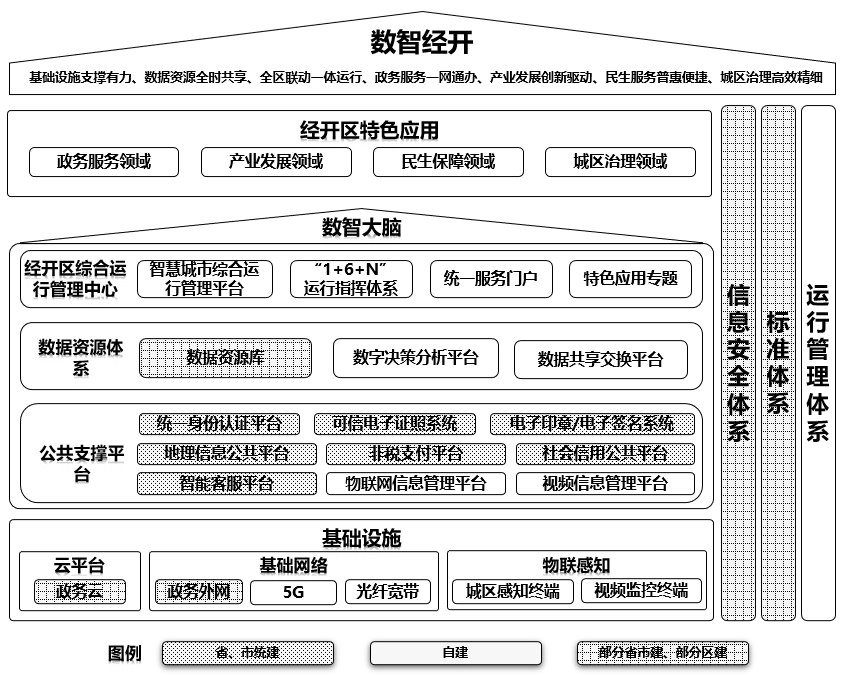 数智经开
基础设施支撑有力、数据资源全时共享、全区联动一体运行、政务服务一网通办、产业发展创新驱动、民生服务普惠便捷、城区治理高效精细
经开区特色应用
政务服务领域
产业发展领域
民生保障领域
城区治理领域
数智大脑
经开区综合运
行管理中心
智慧城市综合运
行管理平台
“1+6+N”
运行指挥体系
统一服务门户
特色应用专题
数据资源体
系
数据资源库
数字决策分析平台
数据共享交换平台
公共支撑平
台
统一身份认证平台
可信电子证照系统
电子印章/电子签名系统
地理信息公共平台
非税支付平台
社会信用公共平台
智能客服平台
物联网信息管理平台
视频信息管理平台
基础设施
云平台
政务云
基础网络
政务外网
5G
光纤宽带
物联感知
城区感知终端
视频监控终端
信息安全体系
标准体系
运行管理体系
图例
省、市统建
自建
部分省市建、部分区建